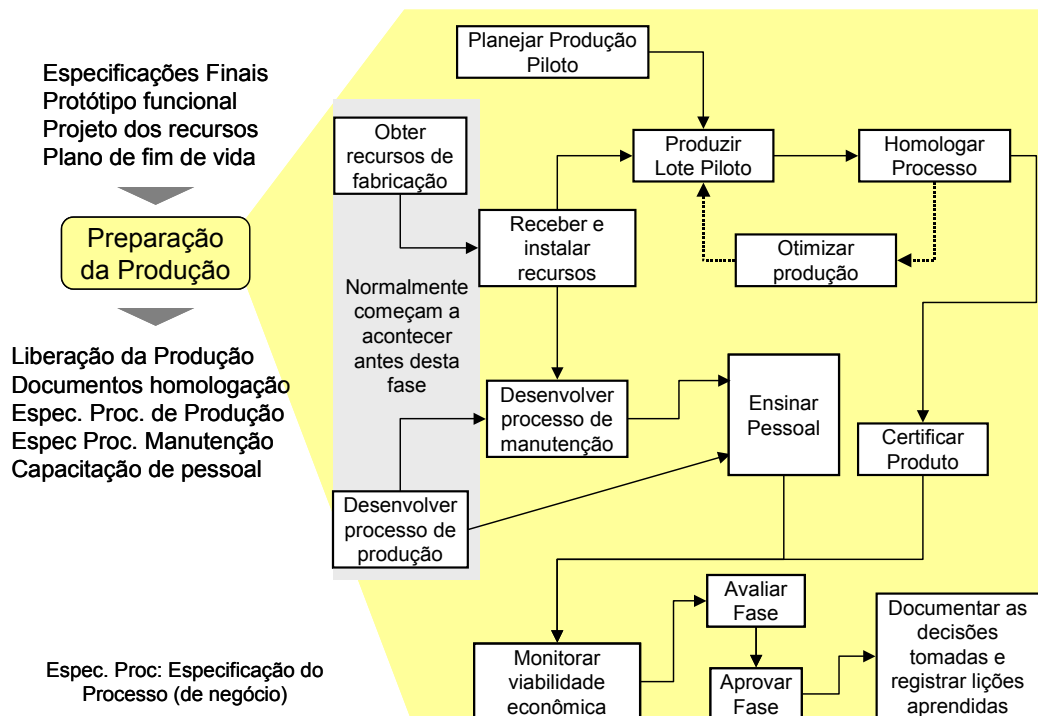 Especificações Finais
Protótipo funcional
Projeto dos recursos
Plano de fim de vida
Preparação
da Produção
Liberação da Produção
Documentos homologação
Espec. Proc. de Produção
Espec Proc. Manutenção
Capacitação de pessoal
Espec. Proc: Especificação do
Processo (de negócio)
Planejar Produção
Piloto
Obter
recursos de
fabricação
Produzir
Lote Piloto
Homologar
Processo
Receber e
instalar
recursos
Otimizar
produção
Normalmente
começam a
acontecer
antes desta
fase
Desenvolver
processo de
manutenção
Ensinar
Pessoal
Certificar
Produto
Desenvolver
processo de
produção
Monitorar
viabilidade
econômica
Avaliar
Fase
Aprovar
Fase
Documentar as
decisões
tomadas e
registrar lições
aprendidas